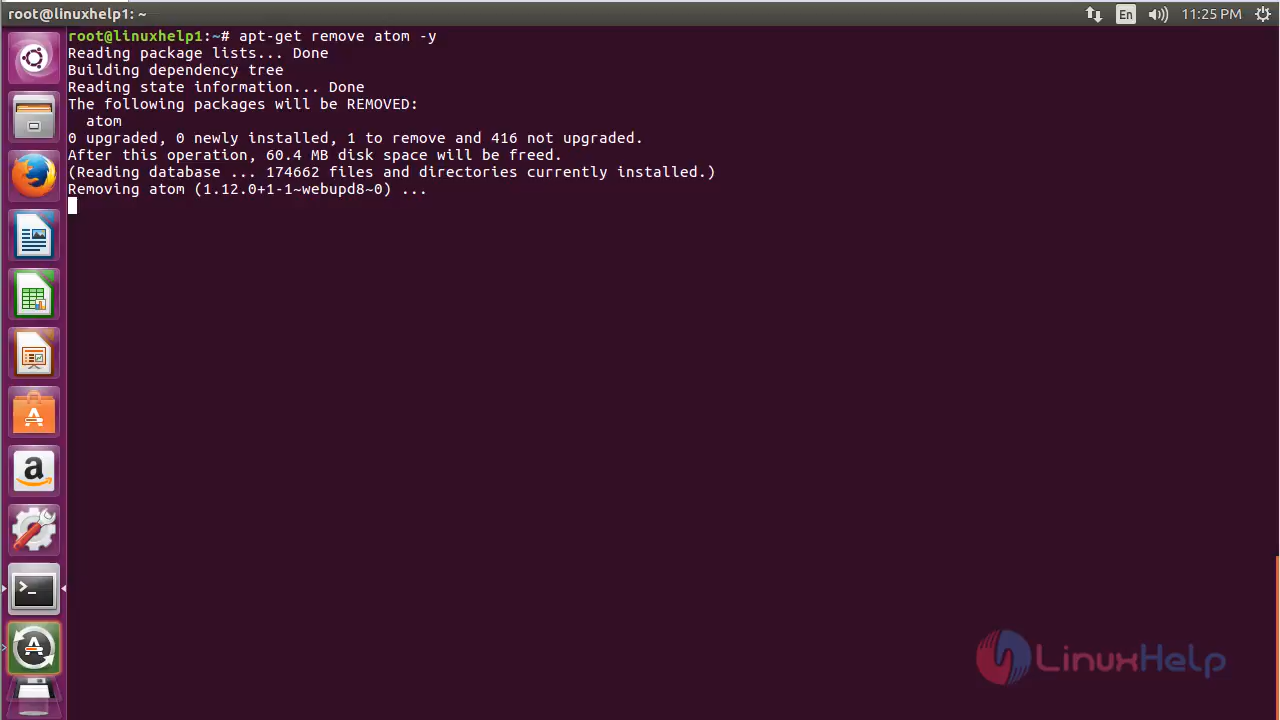 root@linuxhelp1: ~
En
11:25 PM
root@linuxhelp1:~# apt-get remove atom -y
Reading package lists... Done
Building dependency tree
Reading state information... Done
The following packages will be REMOVED:
  atom
0 upgraded, 0 newly installed, 1 to remove and 416 not upgraded.
After this operation, 60.4 MB disk space will be freed.
(Reading database ... 174662 files and directories currently installed.)
Removing atom (1.12.0+1-1~webupd8~0) ...
LinuxHelp